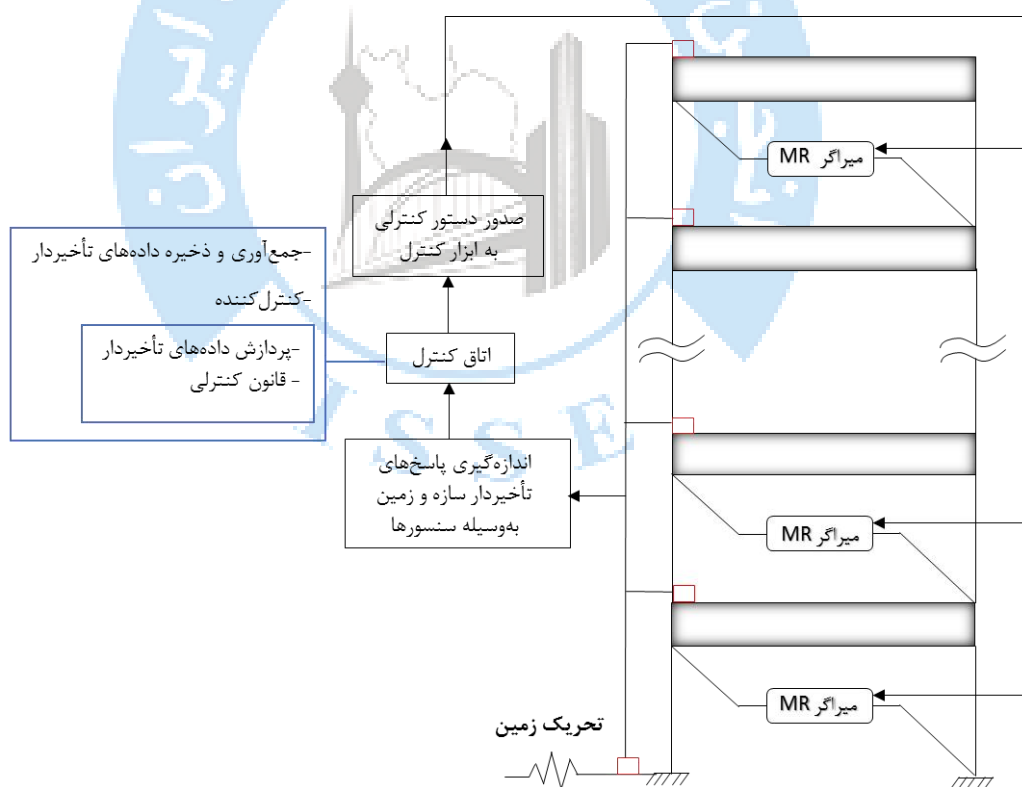 میراگر MR
صدور دستور کنترلی
به ابزار کنترل
-جمع‌آوری و ذخیره داده‌های تأخیردار
-کنترل‌کننده
-پردازش داده‌های تأخیردار
- قانون کنترلی
اتاق کنترل
اندازه‌گیری پاسخ‌های
تأخیردار سازه و زمین
به‌وسیله سنسورها
میراگر MR
میراگر MR
تحریک زمین
ISSE